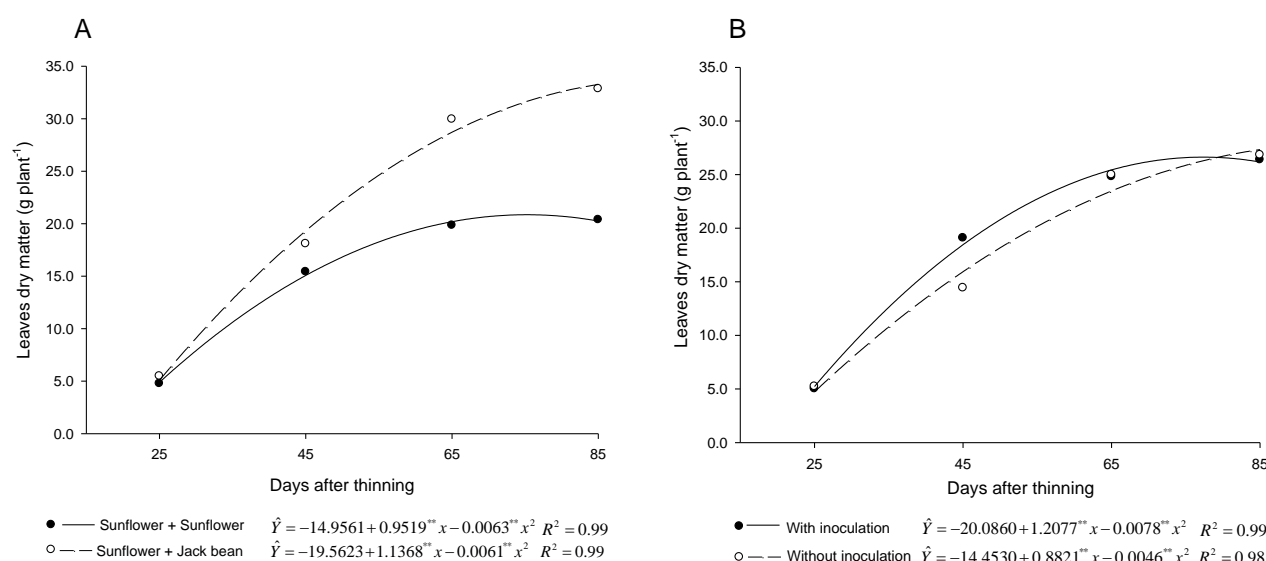 A
Leaves dry matter (g plant⁻¹)
35.0
30.0
25.0
20.0
15.0
10.0
5.0
0.0
25 45 65 85
Days after thinning
Sunflower + Sunflower Ŷ = −14.9561 + 0.9519** x − 0.0063** x² R² = 0.99
Sunflower + Jack bean Ŷ = −19.5623 + 1.1368** x − 0.0061** x² R² = 0.99
B
Leaves dry matter (g plant⁻¹)
35.0
30.0
25.0
20.0
15.0
10.0
5.0
0.0
25 45 65 85
Days after thinning
With inoculation Ŷ = −20.0860 + 1.2077** x − 0.0078** x² R² = 0.99
Without inoculation Ŷ = −14.4530 + 0.8821** x − 0.0046** x² R² = 0.98